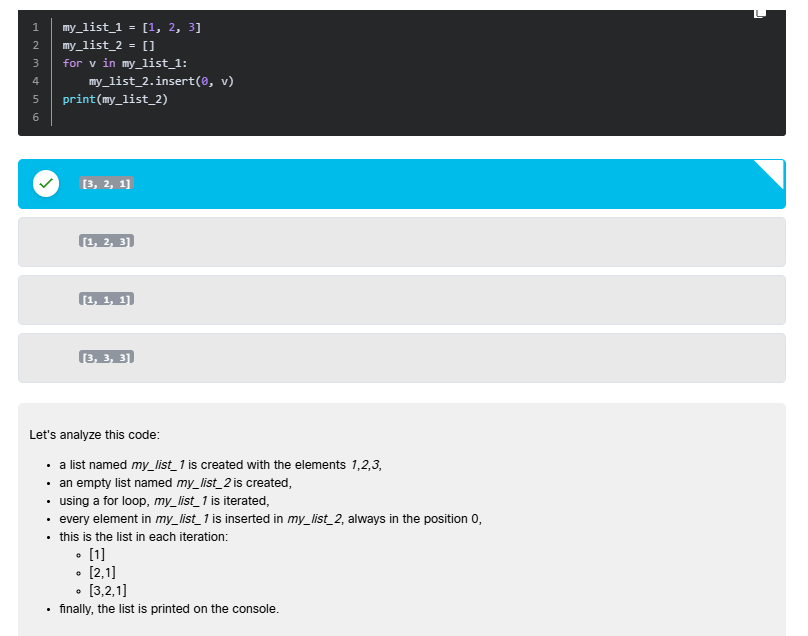 1 my_list_1 = [1, 2, 3]
2 my_list_2 = []
3 for v in my_list_1:
4     my_list_2.insert(0, v)
5 print(my_list_2)
6
[3, 2, 1]
[1, 2, 3]
[1, 1, 1]
[3, 3, 3]
Let's analyze this code:
• a list named my_list_1 is created with the elements 1,2,3,
• an empty list named my_list_2 is created,
• using a for loop, my_list_1 is iterated,
• every element in my_list_1 is inserted in my_list_2, always in the position 0,
• this is the list in each iteration:
◦ [1]
◦ [2,1]
◦ [3,2,1]
• finally, the list is printed on the console.